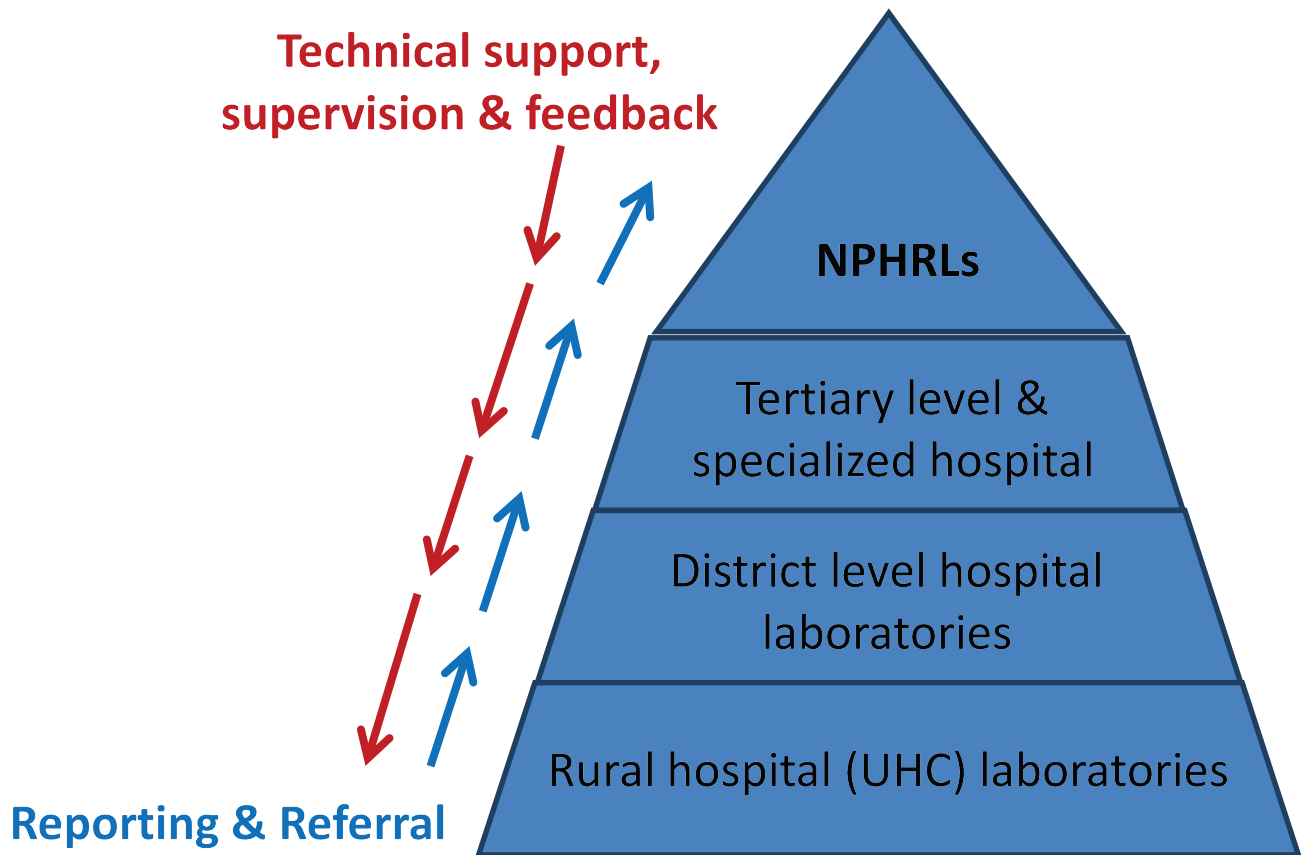 Technical support,
supervision & feedback
NPHRLs
Tertiary level &
specialized hospital
District level hospital
laboratories
Rural hospital (UHC) laboratories
Reporting & Referral